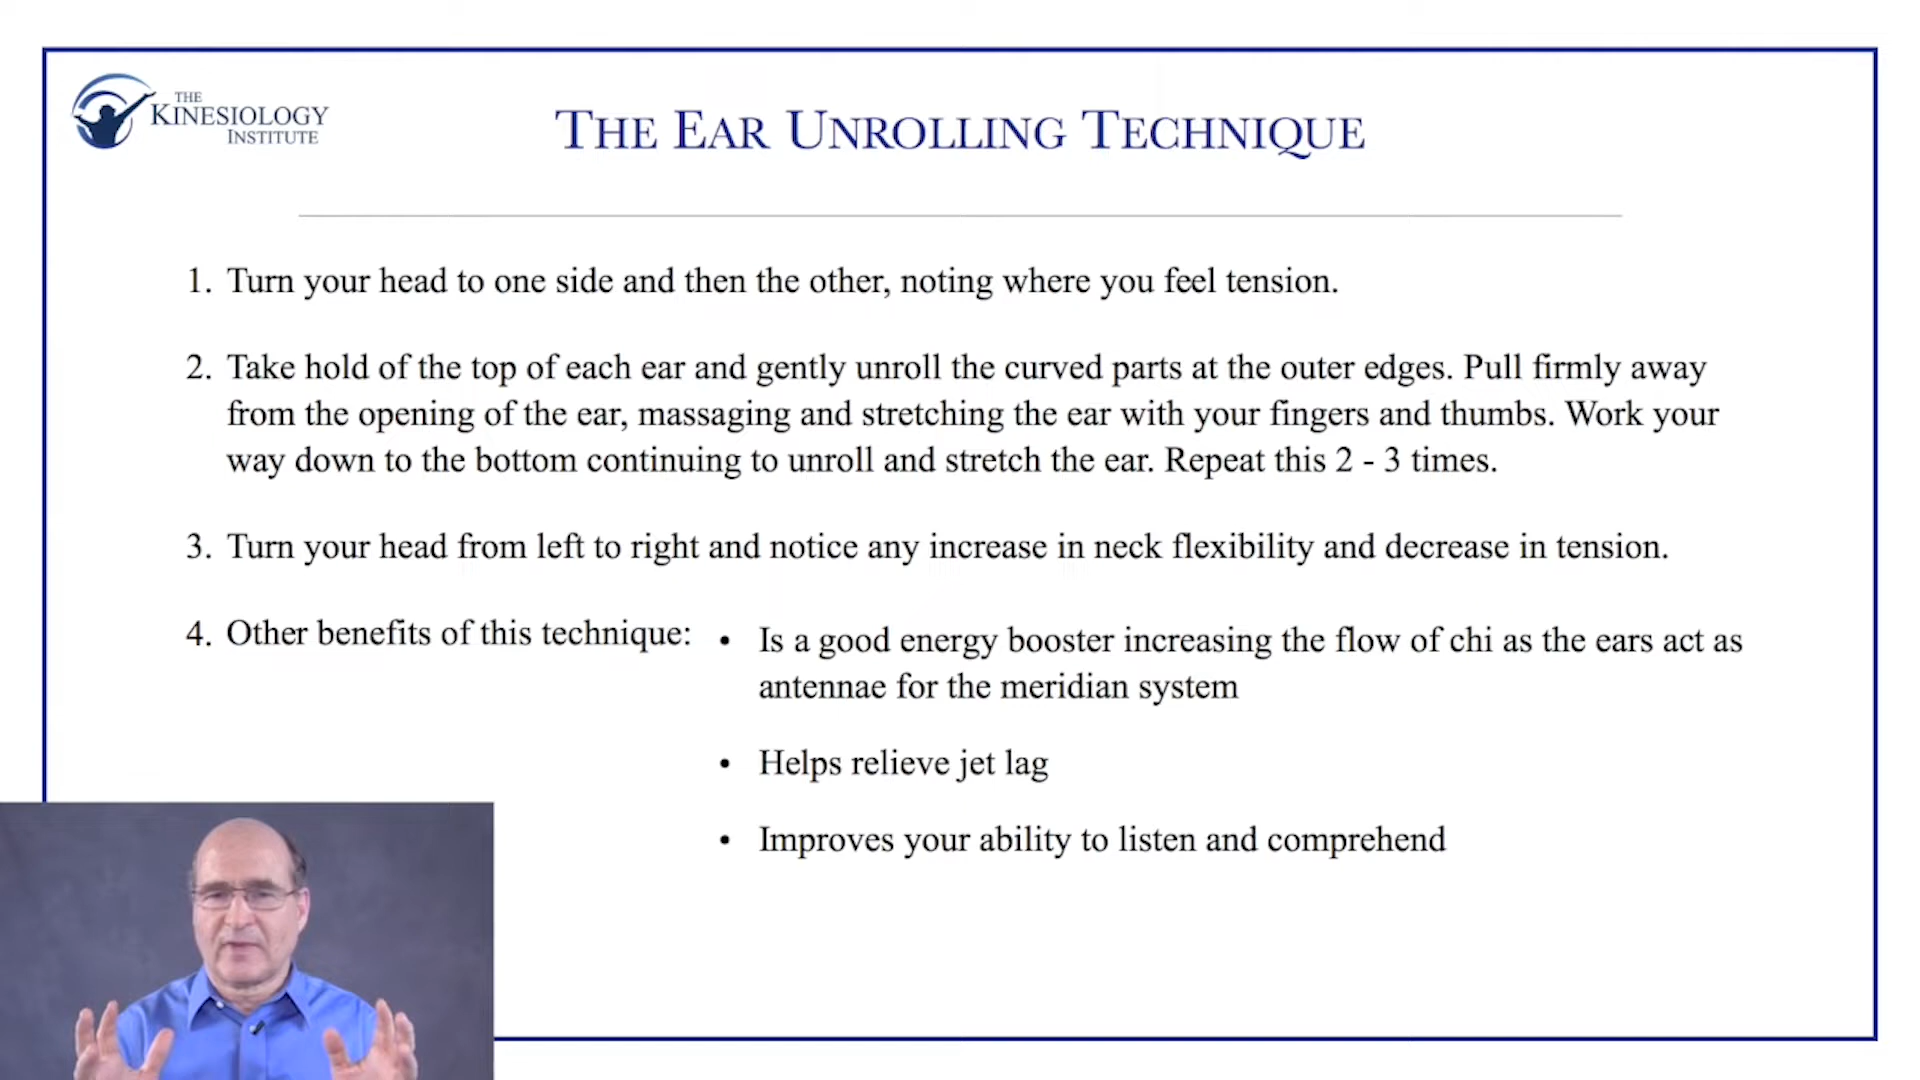 THE
KINESIOLOGY
INSTITUTE
THE EAR UNROLLING TECHNIQUE
1. Turn your head to one side and then the other, noting where you feel tension.
2. Take hold of the top of each ear and gently unroll the curved parts at the outer edges. Pull firmly away
from the opening of the ear, massaging and stretching the ear with your fingers and thumbs. Work your
way down to the bottom continuing to unroll and stretch the ear. Repeat this 2 - 3 times.
3. Turn your head from left to right and notice any increase in neck flexibility and decrease in tension.
4. Other benefits of this technique:
• Is a good energy booster increasing the flow of chi as the ears act as
antennae for the meridian system
• Helps relieve jet lag
• Improves your ability to listen and comprehend